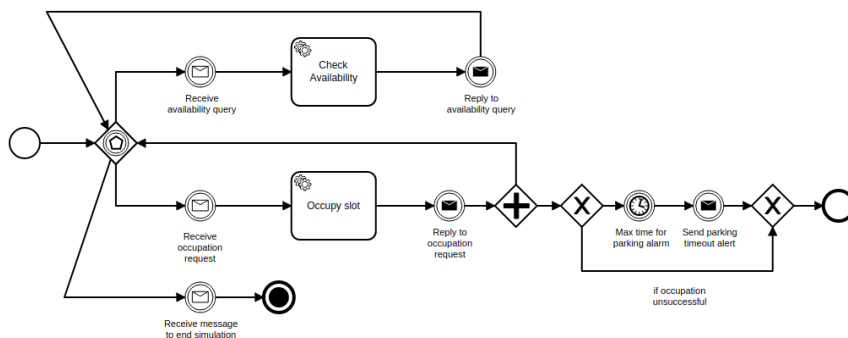 Check
Availability
Receive
availability query
Reply to
availability query
Occupy slot
Receive
occupation
request
Reply to
occupation
request
Max time for
parking alarm
Send parking
timeout alert
if occupation
unsuccessful
Receive message
to end simulation